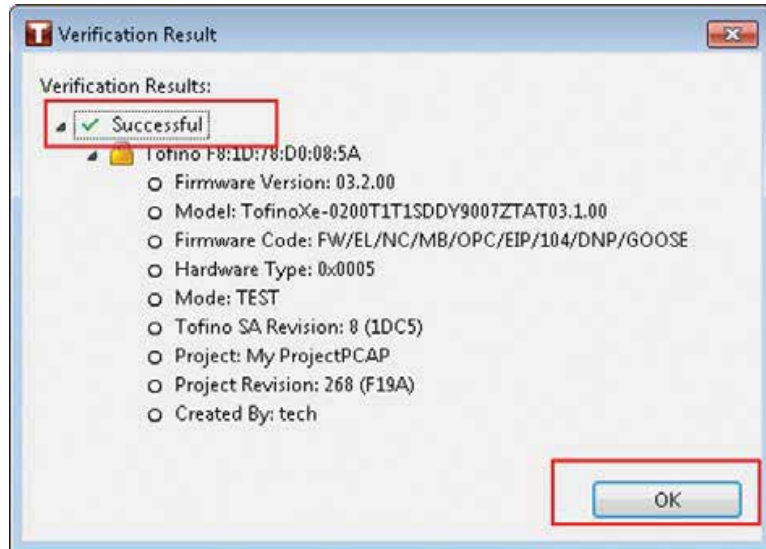 Verification Result
Verification Results:
Successful
Tofino F8:1D:78:D0:08:5A
Firmware Version: 03.2.00
Model: TofinoXe-0200T1T1SDDY9007ZTAT03.1.00
Firmware Code: FW/EL/NC/MB/OPC/EIP/104/DNP/GOOSE
Hardware Type: 0x0005
Mode: TEST
Tofino SA Revision: 8 (1DC5)
Project: My ProjectPCAP
Project Revision: 268 (F19A)
Created By: tech
OK